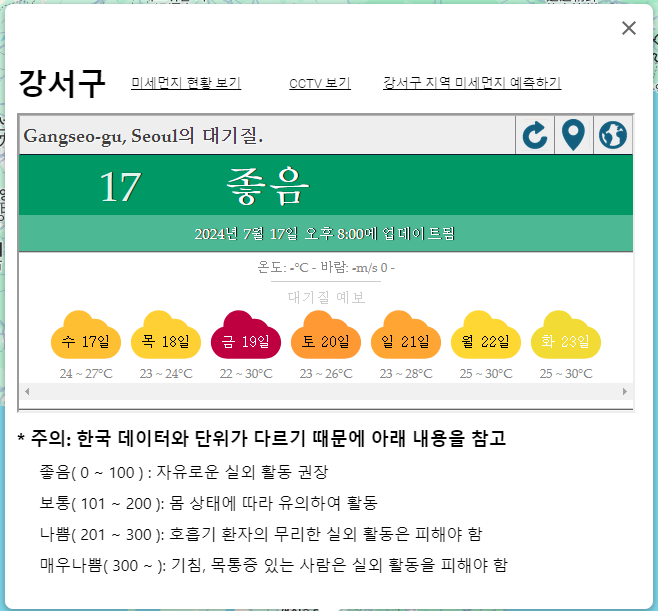 강서구 미세먼지 현황 보기 CCTV 보기 강서구 지역 미세먼지 예측하기
Gangseo-gu, Seoul의 대기질.
17 좋음
2024년 7월 17일 오후 8:00에 업데이트됨
온도: -°C - 바람: -m/s 0 -
대기질 예보
수 17일 목 18일 금 19일 토 20일 일 21일 월 22일 화 23일
24 ~ 27°C 23 ~ 24°C 22 ~ 30°C 23 ~ 26°C 23 ~ 28°C 25 ~ 30°C 25 ~ 30°C
* 주의: 한국 데이터와 단위가 다르기 때문에 아래 내용을 참고
좋음( 0 ~ 100 ) : 자유로운 실외 활동 권장
보통( 101 ~ 200 ): 몸 상태에 따라 유의하여 활동
나쁨( 201 ~ 300 ): 호흡기 환자의 무리한 실외 활동은 피해야 함
매우나쁨( 300 ~ ): 기침, 목통증 있는 사람은 실외 활동을 피해야 함